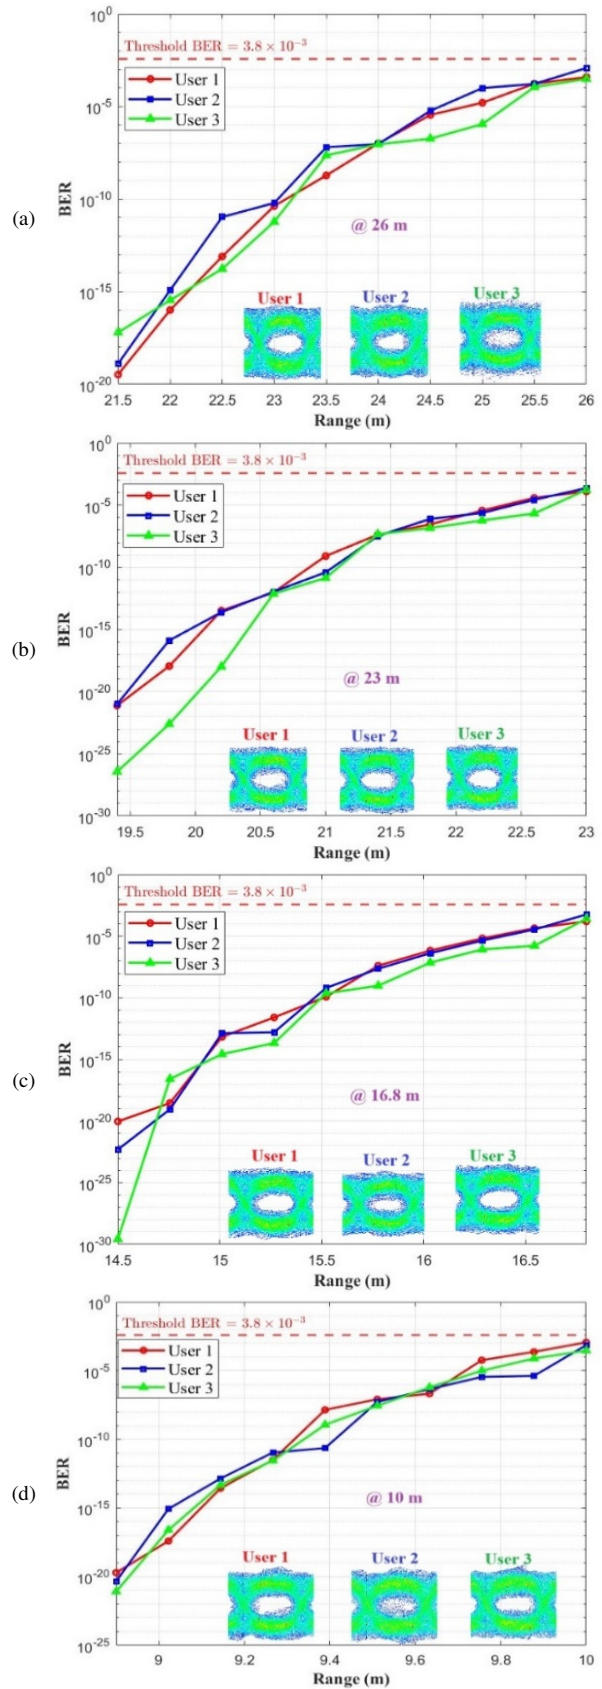 (a)
10^0
10^-5
10^-10
10^-15
10^-20
BER
Threshold BER = 3.8 × 10^-3
User 1
User 2
User 3
@ 26 m
User 1 User 2 User 3
21.5 22 22.5 23 23.5 24 24.5 25 25.5 26
Range (m)
(b)
10^0
10^-5
10^-10
10^-15
10^-20
10^-25
10^-30
BER
Threshold BER = 3.8 × 10^-3
User 1
User 2
User 3
@ 23 m
User 1 User 2 User 3
19.5 20 20.5 21 21.5 22 22.5 23
Range (m)
(c)
10^0
10^-5
10^-10
10^-15
10^-20
10^-25
10^-30
BER
Threshold BER = 3.8 × 10^-3
User 1
User 2
User 3
@ 16.8 m
User 1 User 2 User 3
14.5 15 15.5 16 16.5
Range (m)
(d)
10^0
10^-5
10^-10
10^-15
10^-20
10^-25
BER
Threshold BER = 3.8 × 10^-3
User 1
User 2
User 3
@ 10 m
User 1 User 2 User 3
9 9.2 9.4 9.6 9.8 10
Range (m)